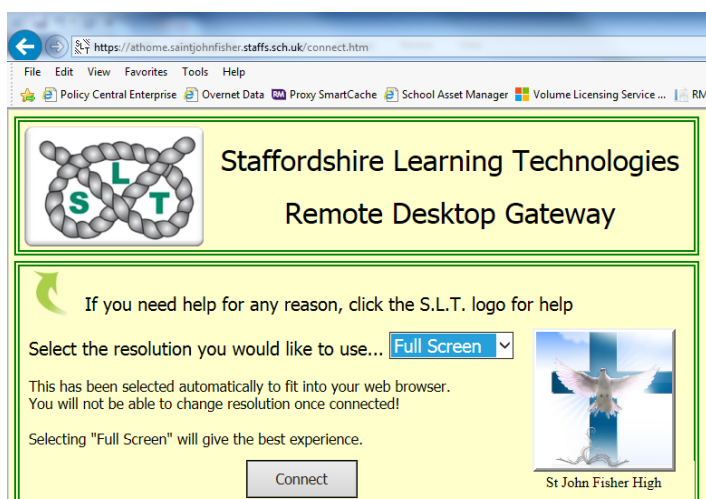 https://athome.saintjohnfisher.staffs.sch.uk/connect.htm
File Edit View Favorites Tools Help
Policy Central Enterprise Overnet Data RM Proxy SmartCache School Asset Manager Volume Licensing Service ... RM
S L T
Staffordshire Learning Technologies
Remote Desktop Gateway
If you need help for any reason, click the S.L.T. logo for help
Select the resolution you would like to use... Full Screen
This has been selected automatically to fit into your web browser.
You will not be able to change resolution once connected!
Selecting "Full Screen" will give the best experience.
Connect
St John Fisher High